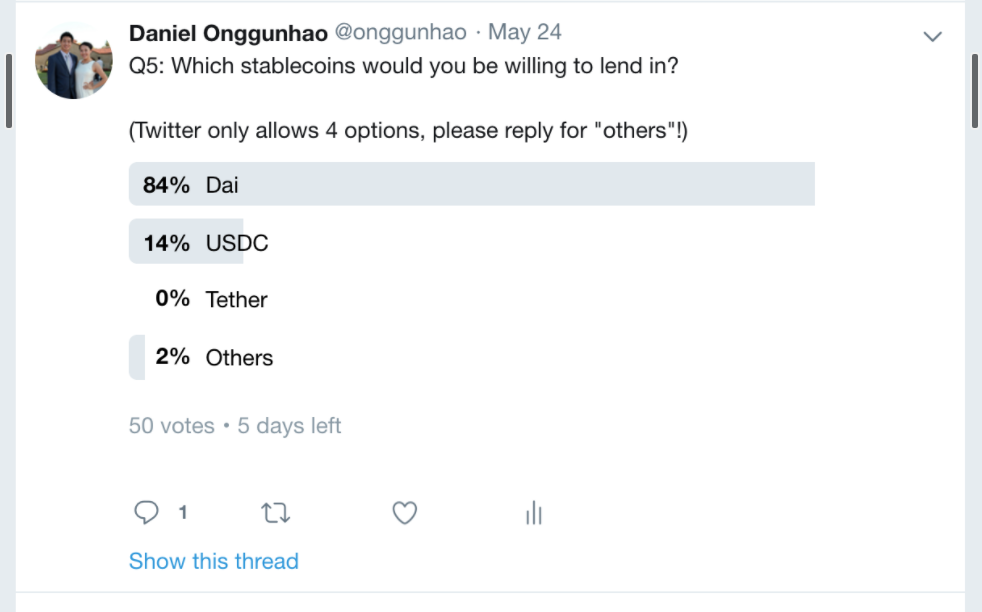 Daniel Onggunhao @onggunhao · May 24
Q5: Which stablecoins would you be willing to lend in?
(Twitter only allows 4 options, please reply for "others"!)
84% Dai
14% USDC
0% Tether
2% Others
50 votes • 5 days left
1
Show this thread